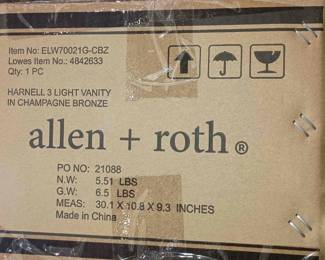 Item No: ELW70021G-CBZ
Lowes Item No.: 4842633
Qty: 1 PC
HARNELL 3 LIGHT VANITY
IN CHAMPAGNE BRONZE
allen + roth®
PO NO: 21088
N.W: 5.51 LBS
G.W: 6.5 LBS
MEAS: 30.1 X 10.8 X 9.3 INCHES
Made in China